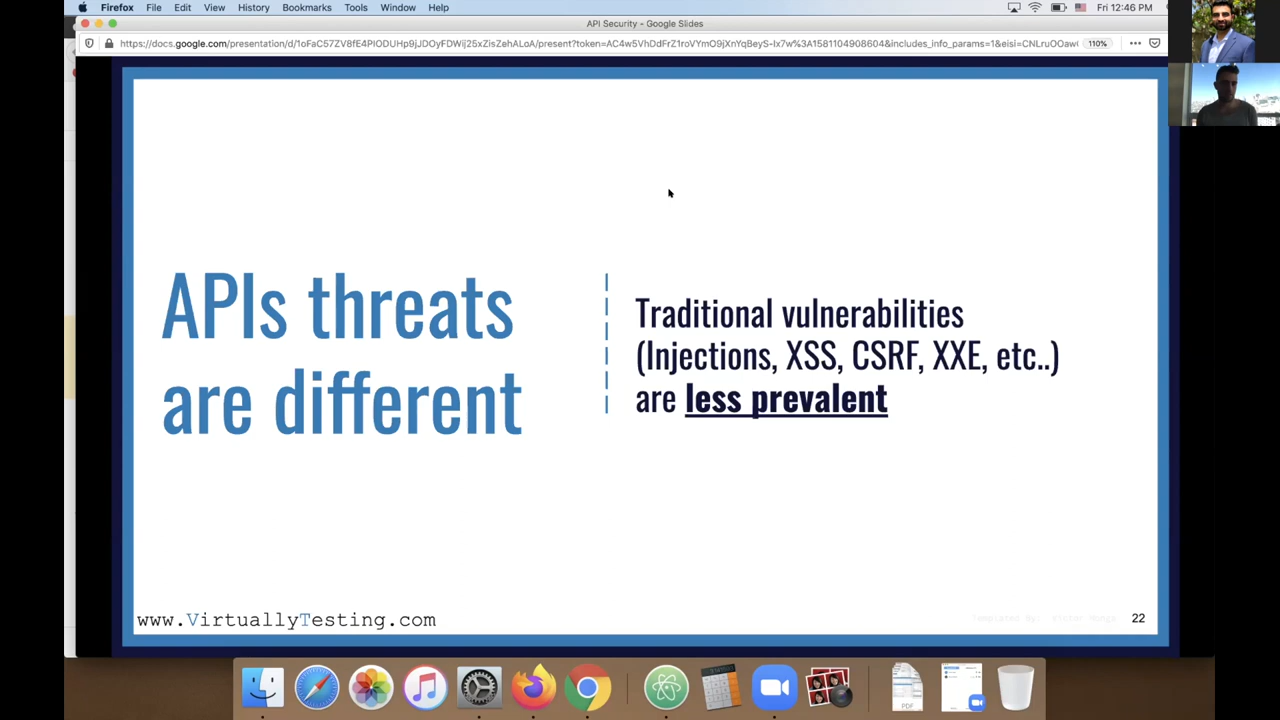 Firefox File Edit View History Bookmarks Tools Window Help Fri 12:46 PM
API Security - Google Slides
110%
APIs threats
are different
Traditional vulnerabilities
(Injections, XSS, CSRF, XXE, etc..)
are less prevalent
www.VirtuallyTesting.com
22
PDF